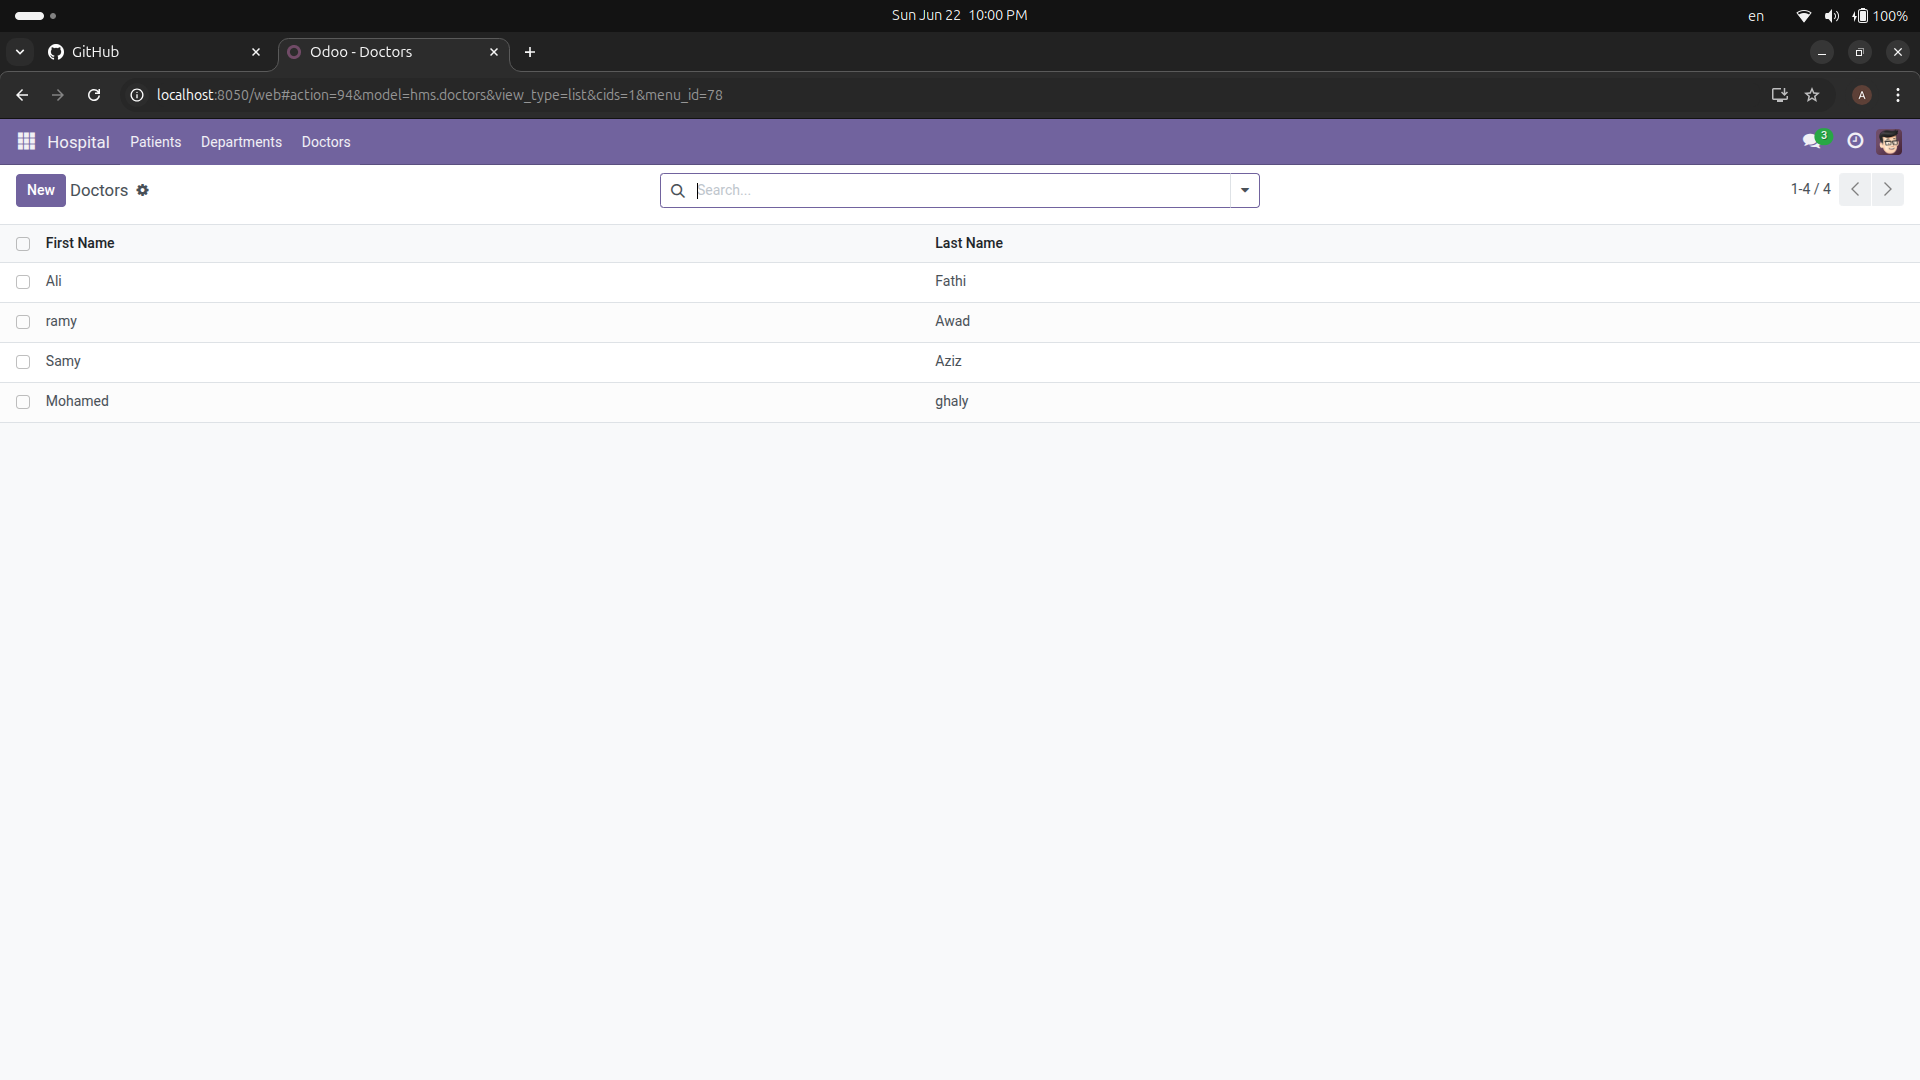 Sun Jun 22 10:00 PM
en
100%
GitHub
Odoo - Doctors
localhost:8050/web#action=94&model=hms.doctors&view_type=list&cids=1&menu_id=78
A
Hospital Patients Departments Doctors
3
New Doctors
Search...
1-4 / 4
First Name Last Name
Ali Fathi
ramy Awad
Samy Aziz
Mohamed ghaly